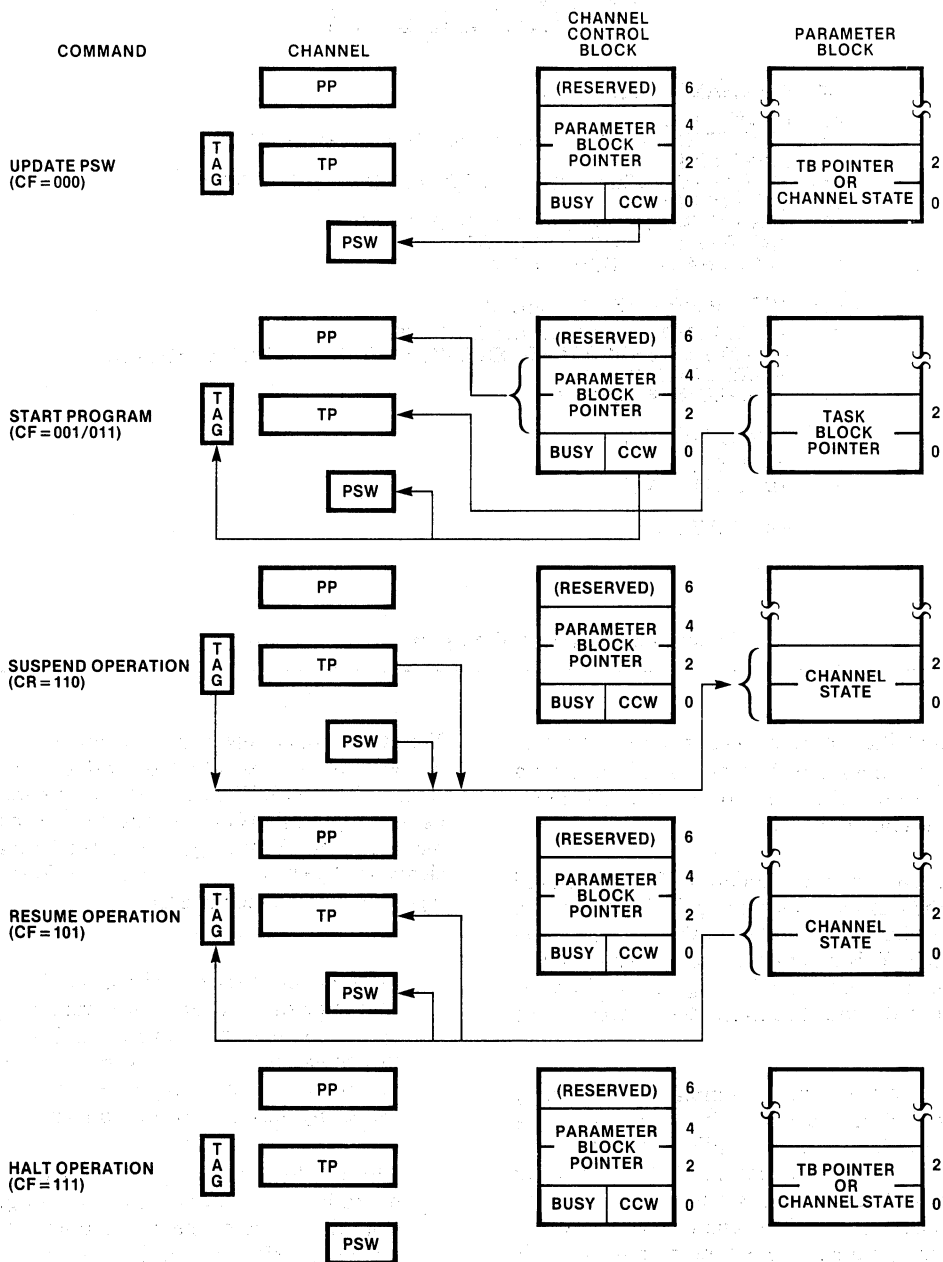 COMMAND
CHANNEL
CHANNEL
CONTROL
BLOCK
PARAMETER
BLOCK
UPDATE PSW
(CF=000)
TAG
PP
TP
PSW
(RESERVED)
6
PARAMETER
BLOCK
POINTER
4
2
BUSY
CCW
0
TB POINTER
OR
CHANNEL STATE
2
0
START PROGRAM
(CF=001/011)
TAG
PP
TP
PSW
(RESERVED)
6
PARAMETER
BLOCK
POINTER
4
2
BUSY
CCW
0
TASK
BLOCK
POINTER
2
0
SUSPEND OPERATION
(CR=110)
TAG
PP
TP
PSW
(RESERVED)
6
PARAMETER
BLOCK
POINTER
4
2
BUSY
CCW
0
CHANNEL
STATE
2
0
RESUME OPERATION
(CF=101)
TAG
PP
TP
PSW
(RESERVED)
6
PARAMETER
BLOCK
POINTER
4
2
BUSY
CCW
0
CHANNEL
STATE
2
0
HALT OPERATION
(CF=111)
TAG
PP
TP
PSW
(RESERVED)
6
PARAMETER
BLOCK
POINTER
4
2
BUSY
CCW
0
TB POINTER
OR
CHANNEL STATE
2
0